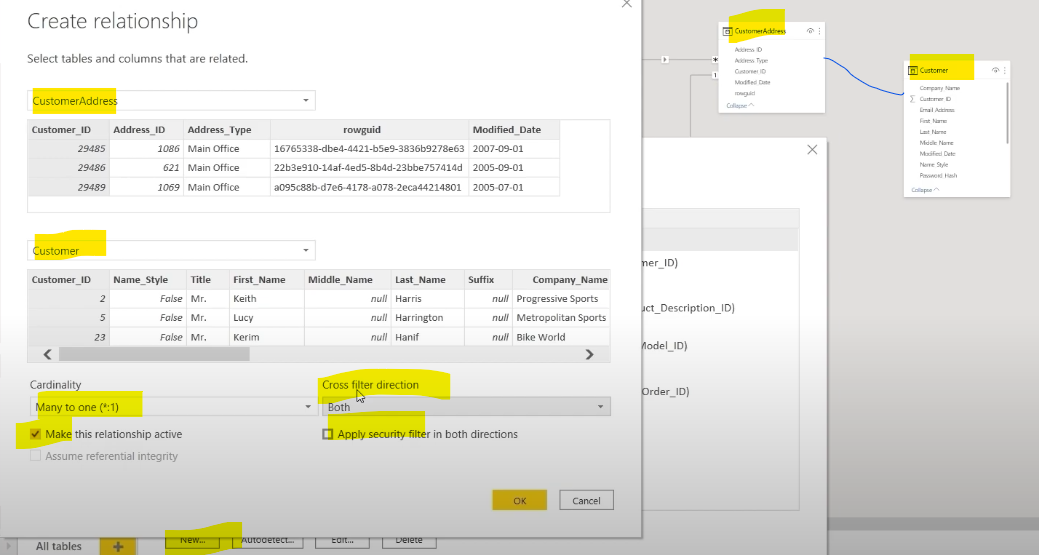 Create relationship
Select tables and columns that are related.
CustomerAddress
Customer_ID Address_ID Address_Type rowguid Modified_Date
29485 1086 Main Office 16765338-dbe4-4421-b5e9-3836b9278e63 2007-09-01
29486 621 Main Office 22b3e910-14af-4ed5-8b4d-23bbe757414d 2005-09-01
29489 1069 Main Office a095c88b-d7e6-4178-a078-2eca44214801 2005-07-01
Customer
Customer_ID Name_Style Title First_Name Middle_Name Last_Name Suffix Company_Name
2 False Mr. Keith null Harris null Progressive Sports
5 False Mr. Lucy null Harrington null Metropolitan Sports
23 False Mr. Kerim null Hanif null Bike World
Cardinality
Many to one (*:1)
Make this relationship active
Assume referential integrity
Cross filter direction
Both
Apply security filter in both directions
OK Cancel
All tables +
New... Autodetect... Edit... Delete
CustomerAddress
Address ID
Address Type
Customer ID
Modified Date
rowguid
Collapse
* 1
Customer
Company Name
Σ Customer ID
Email Address
First Name
Last Name
Middle Name
Modified Date
Name Style
Password Hash
Collapse
mer_ID)
uct_Description_ID)
Model_ID)
Order_ID)